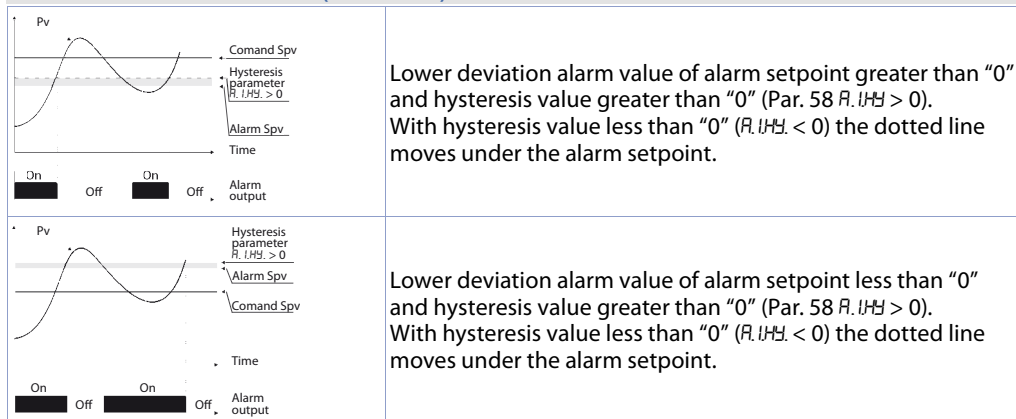 Pv
Comand Spv
Hysteresis
parameter
A.1.HY. > 0
Alarm Spv
Time
On
Off
On
Off
Alarm
output
Lower deviation alarm value of alarm setpoint greater than “0”
and hysteresis value greater than “0” (Par. 58 A.1.HY > 0).
With hysteresis value less than “0” (A.1.HY. < 0) the dotted line
moves under the alarm setpoint.
Pv
Hysteresis
parameter
A.1.HY. > 0
Alarm Spv
Comand Spv
Time
On
Off
On
Off
Alarm
output
Lower deviation alarm value of alarm setpoint less than “0”
and hysteresis value greater than “0” (Par. 58 A.1.HY > 0).
With hysteresis value less than “0” (A.1.HY. < 0) the dotted line
moves under the alarm setpoint.